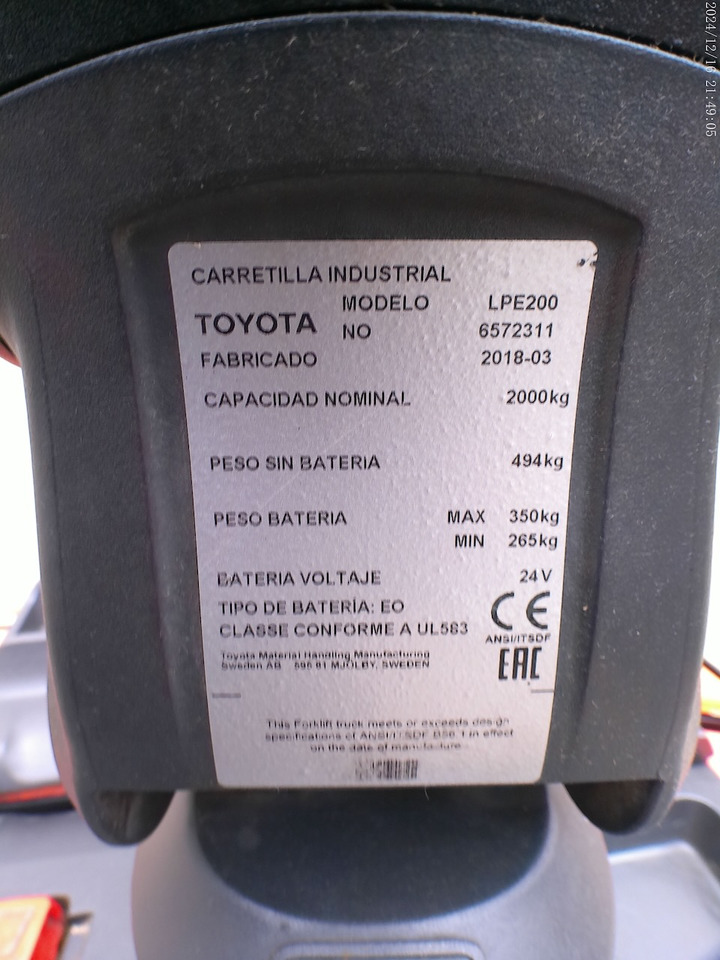 2024/12/16 21:49:05
CARRETILLA INDUSTRIAL
TOYOTA MODELO LPE200
NO 6572311
FABRICADO 2018-03
CAPACIDAD NOMINAL 2000kg
PESO SIN BATERIA 494kg
PESO BATERIA MAX 350kg
MIN 265kg
BATERIA VOLTAJE 24V
TIPO DE BATERÍA: EO CE
CLASSE CONFORME A UL583
ANSI/ITSDF
Toyota Material Handling Manufacturing
Sweden AB 595 81 MJÖLBY, SWEDEN
EAC
This Forklift truck meets or exceeds design
specifications of ANSI/ITSDF B56.1 in effect
on the date of manufacture